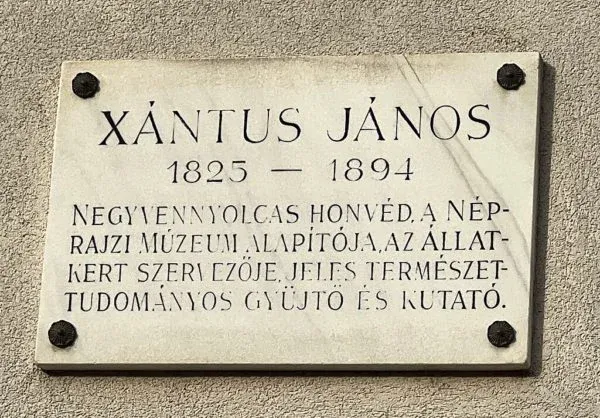 XÁNTUS JÁNOS
1825 — 1894
NEGYVENNYOLCAS HONVÉD, A NÉP-
RAJZI MÚZEUM ALAPÍTÓJA, AZ ÁLLAT-
KERT SZERVEZŐJE, JELES TERMÉSZET-
TUDOMÁNYOS GYŰJTŐ ÉS KUTATÓ.